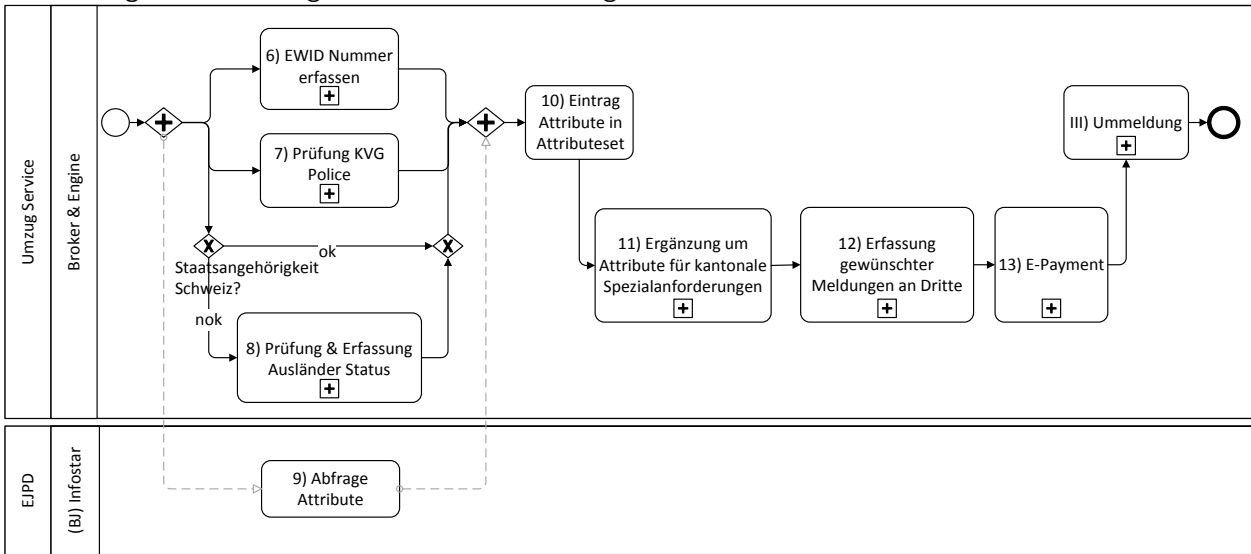 Umzug Service
Broker & Engine
6) EWID Nummer
erfassen
7) Prüfung KVG
Police
ok
Staatsangehörigkeit
Schweiz?
nok
8) Prüfung & Erfassung
Ausländer Status
10) Eintrag
Attribute in
Attributeset
11) Ergänzung um
Attribute für kantonale
Spezialanforderungen
12) Erfassung
gewünschter
Meldungen an Dritte
13) E-Payment
III) Ummeldung
EJPD
(BJ) Infostar
9) Abfrage
Attribute